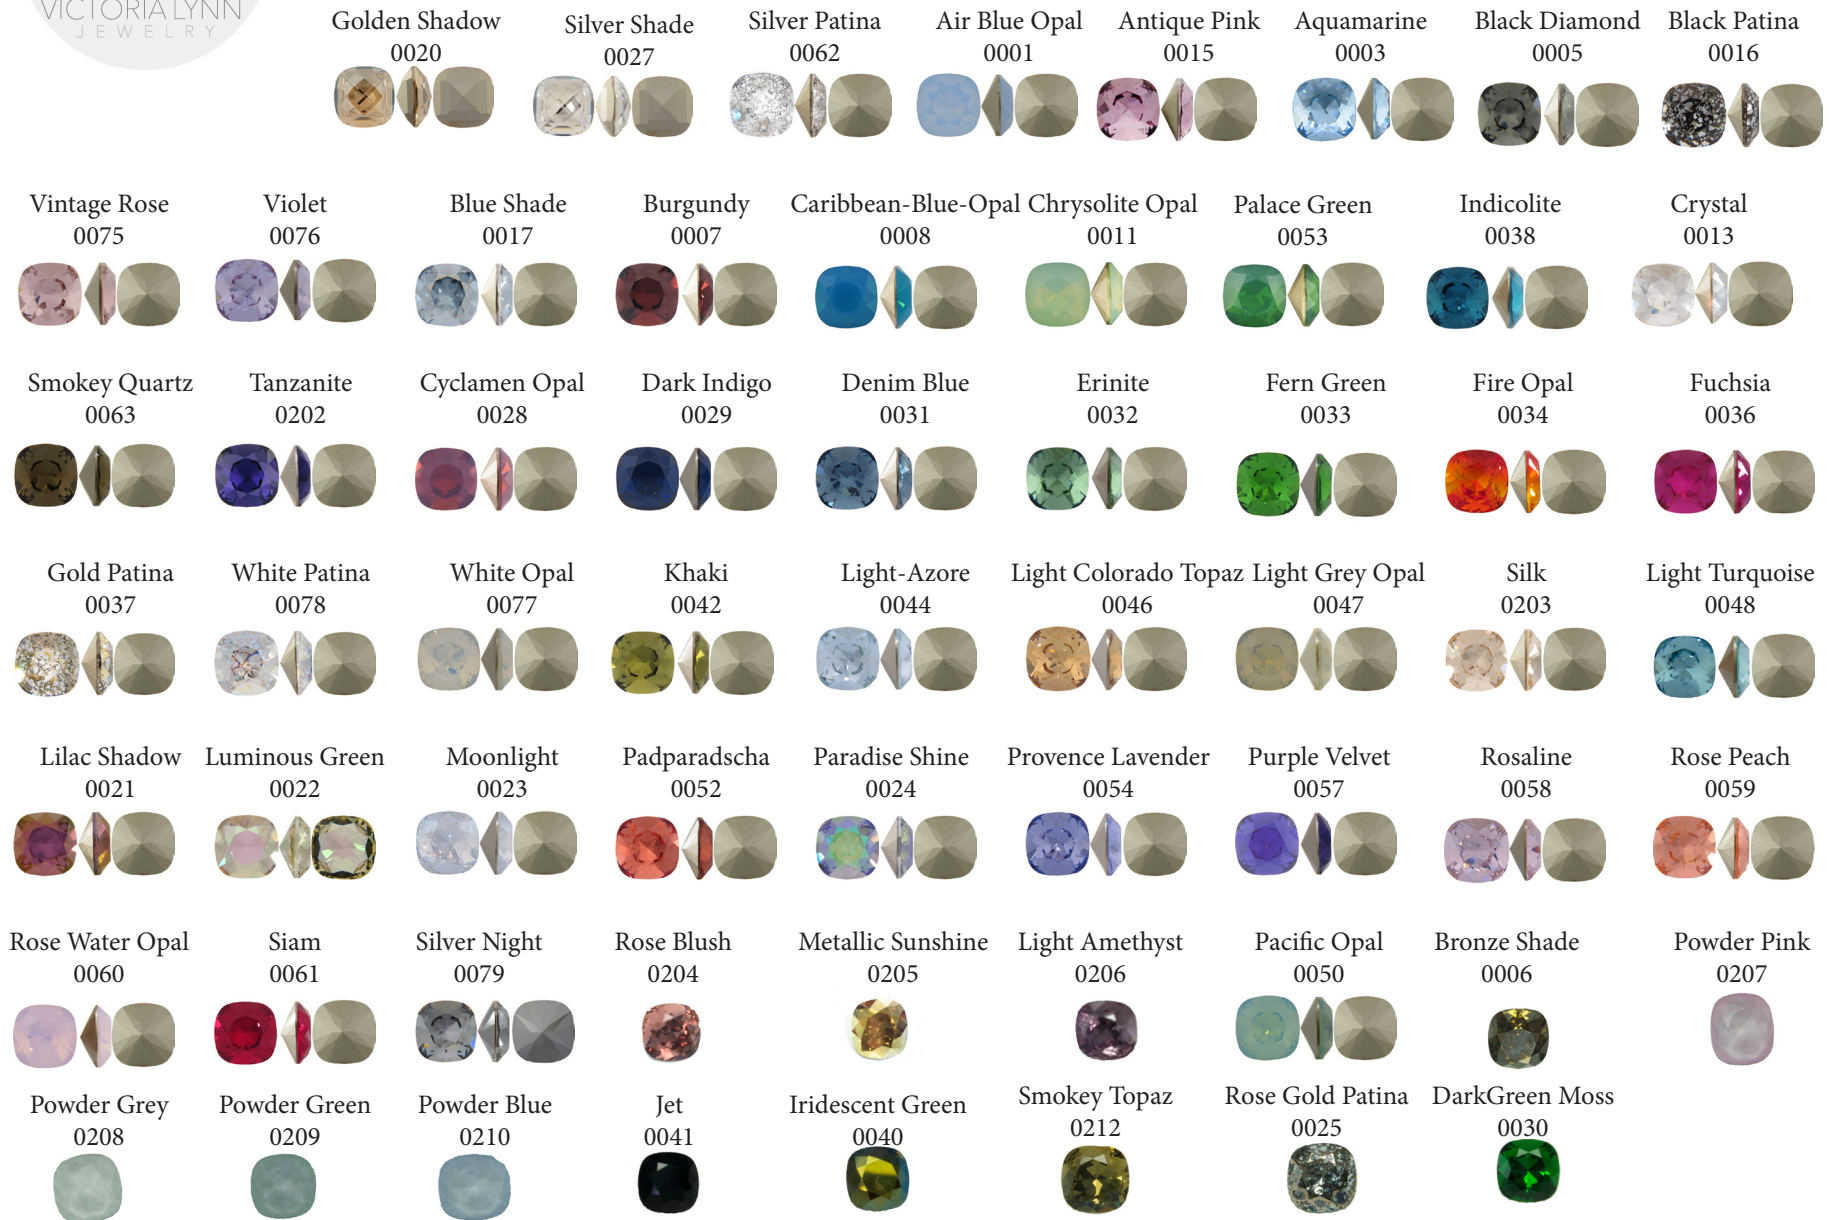 VICTORIA LYNN
JEWELRY
Golden Shadow
0020
Silver Shade
0027
Silver Patina
0062
Air Blue Opal
0001
Antique Pink
0015
Aquamarine
0003
Black Diamond
0005
Black Patina
0016
Vintage Rose
0075
Violet
0076
Blue Shade
0017
Burgundy
0007
Caribbean-Blue-Opal
0008
Chrysolite Opal
0011
Palace Green
0053
Indicolite
0038
Crystal
0013
Smokey Quartz
0063
Tanzanite
0202
Cyclamen Opal
0028
Dark Indigo
0029
Denim Blue
0031
Erinite
0032
Fern Green
0033
Fire Opal
0034
Fuchsia
0036
Gold Patina
0037
White Patina
0078
White Opal
0077
Khaki
0042
Light-Azore
0044
Light Colorado Topaz
0046
Light Grey Opal
0047
Silk
0203
Light Turquoise
0048
Lilac Shadow
0021
Luminous Green
0022
Moonlight
0023
Padparadscha
0052
Paradise Shine
0024
Provence Lavender
0054
Purple Velvet
0057
Rosaline
0058
Rose Peach
0059
Rose Water Opal
0060
Siam
0061
Silver Night
0079
Rose Blush
0204
Metallic Sunshine
0205
Light Amethyst
0206
Pacific Opal
0050
Bronze Shade
0006
Powder Pink
0207
Powder Grey
0208
Powder Green
0209
Powder Blue
0210
Jet
0041
Iridescent Green
0040
Smokey Topaz
0212
Rose Gold Patina
0025
DarkGreen Moss
0030